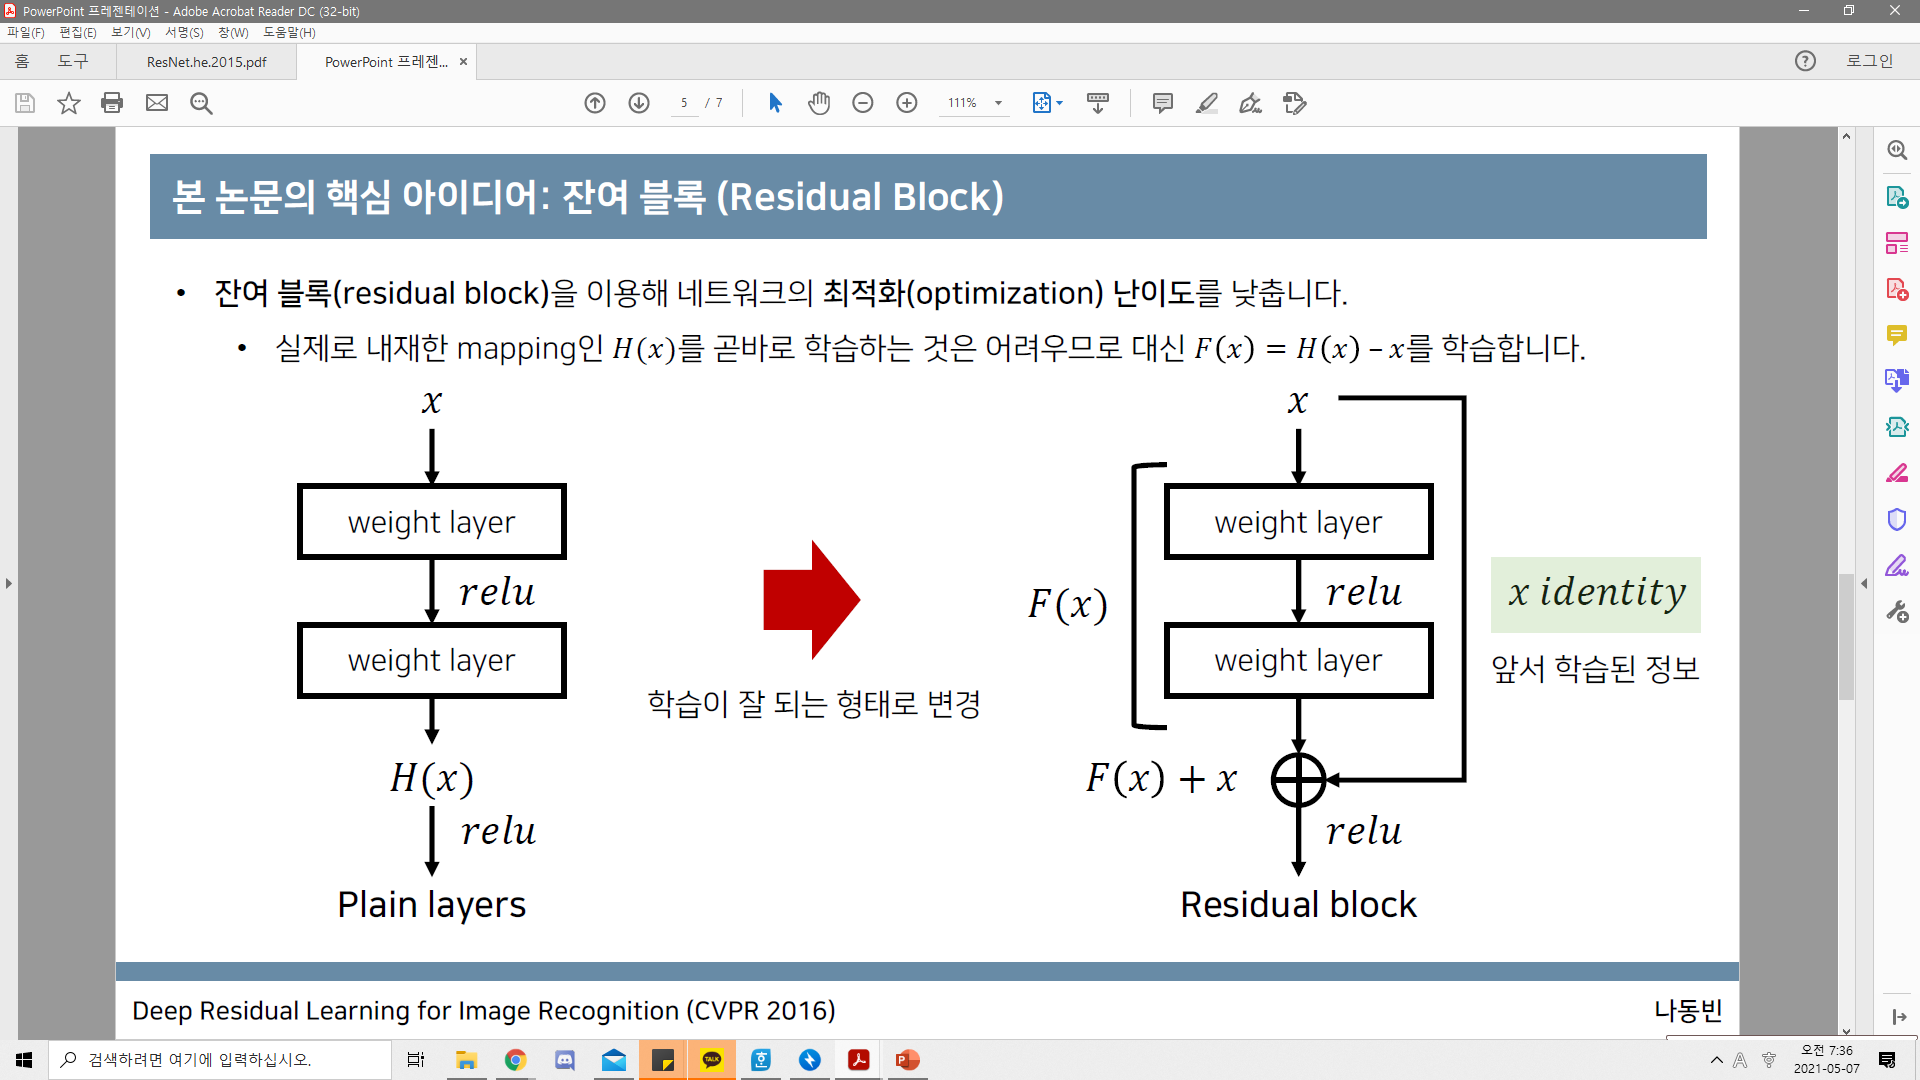 PowerPoint 프레젠테이션 - Adobe Acrobat Reader DC (32-bit)
파일(F) 편집(E) 보기(V) 서명(S) 창(W) 도움말(H)
홈 도구 ResNet.he.2015.pdf PowerPoint 프레젠... × 로그인
5 / 7 111%
본 논문의 핵심 아이디어: 잔여 블록 (Residual Block)
• 잔여 블록(residual block)을 이용해 네트워크의 최적화(optimization) 난이도를 낮춥니다.
• 실제로 내재한 mapping인 H(x)를 곧바로 학습하는 것은 어려우므로 대신 F(x) = H(x) – x를 학습합니다.
x
weight layer
relu
weight layer
H(x)
relu
Plain layers
학습이 잘 되는 형태로 변경
x
weight layer
F(x)
relu
weight layer
F(x) + x
relu
Residual block
x identity
앞서 학습된 정보
Deep Residual Learning for Image Recognition (CVPR 2016) 나동빈
검색하려면 여기에 입력하십시오.
TALK
A 오전 7:36
2021-05-07